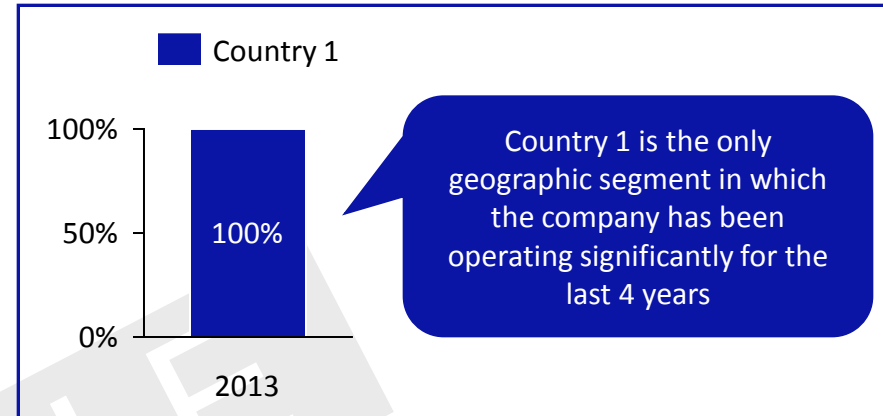 Country 1
100%
50%
0%
100%
2013
Country 1 is the only
geographic segment in which
the company has been
operating significantly for the
last 4 years